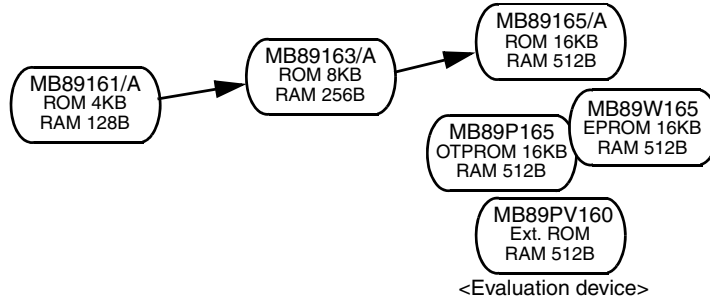 MB89161/A
ROM 4KB
RAM 128B
MB89163/A
ROM 8KB
RAM 256B
MB89165/A
ROM 16KB
RAM 512B
MB89P165
OTPROM 16KB
RAM 512B
MB89W165
EPROM 16KB
RAM 512B
MB89PV160
Ext. ROM
RAM 512B
<Evaluation device>